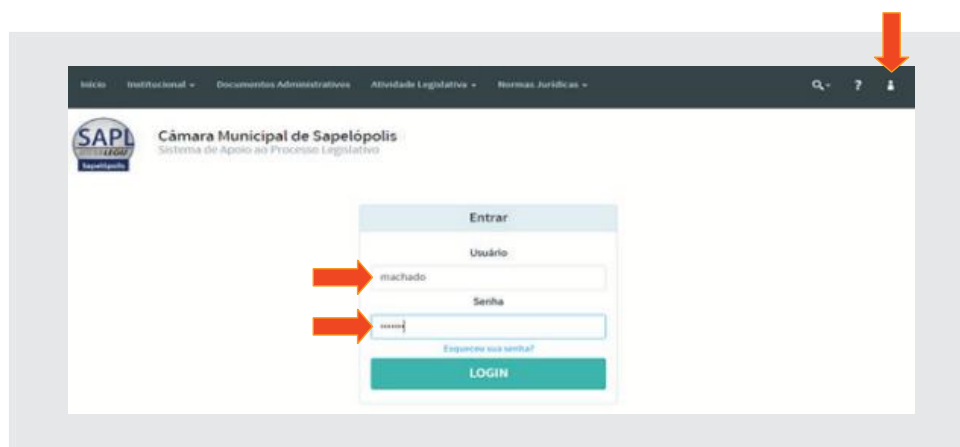 Início Institucional Documentos Administrativos Atividade Legislativa Normas Jurídicas ?
SAPL
Câmara Municipal de Sapelópolis
Sistema de Apoio ao Processo Legislativo
Sapelópolis
Entrar
Usuário
machado
Senha
Esqueceu sua senha?
LOGIN